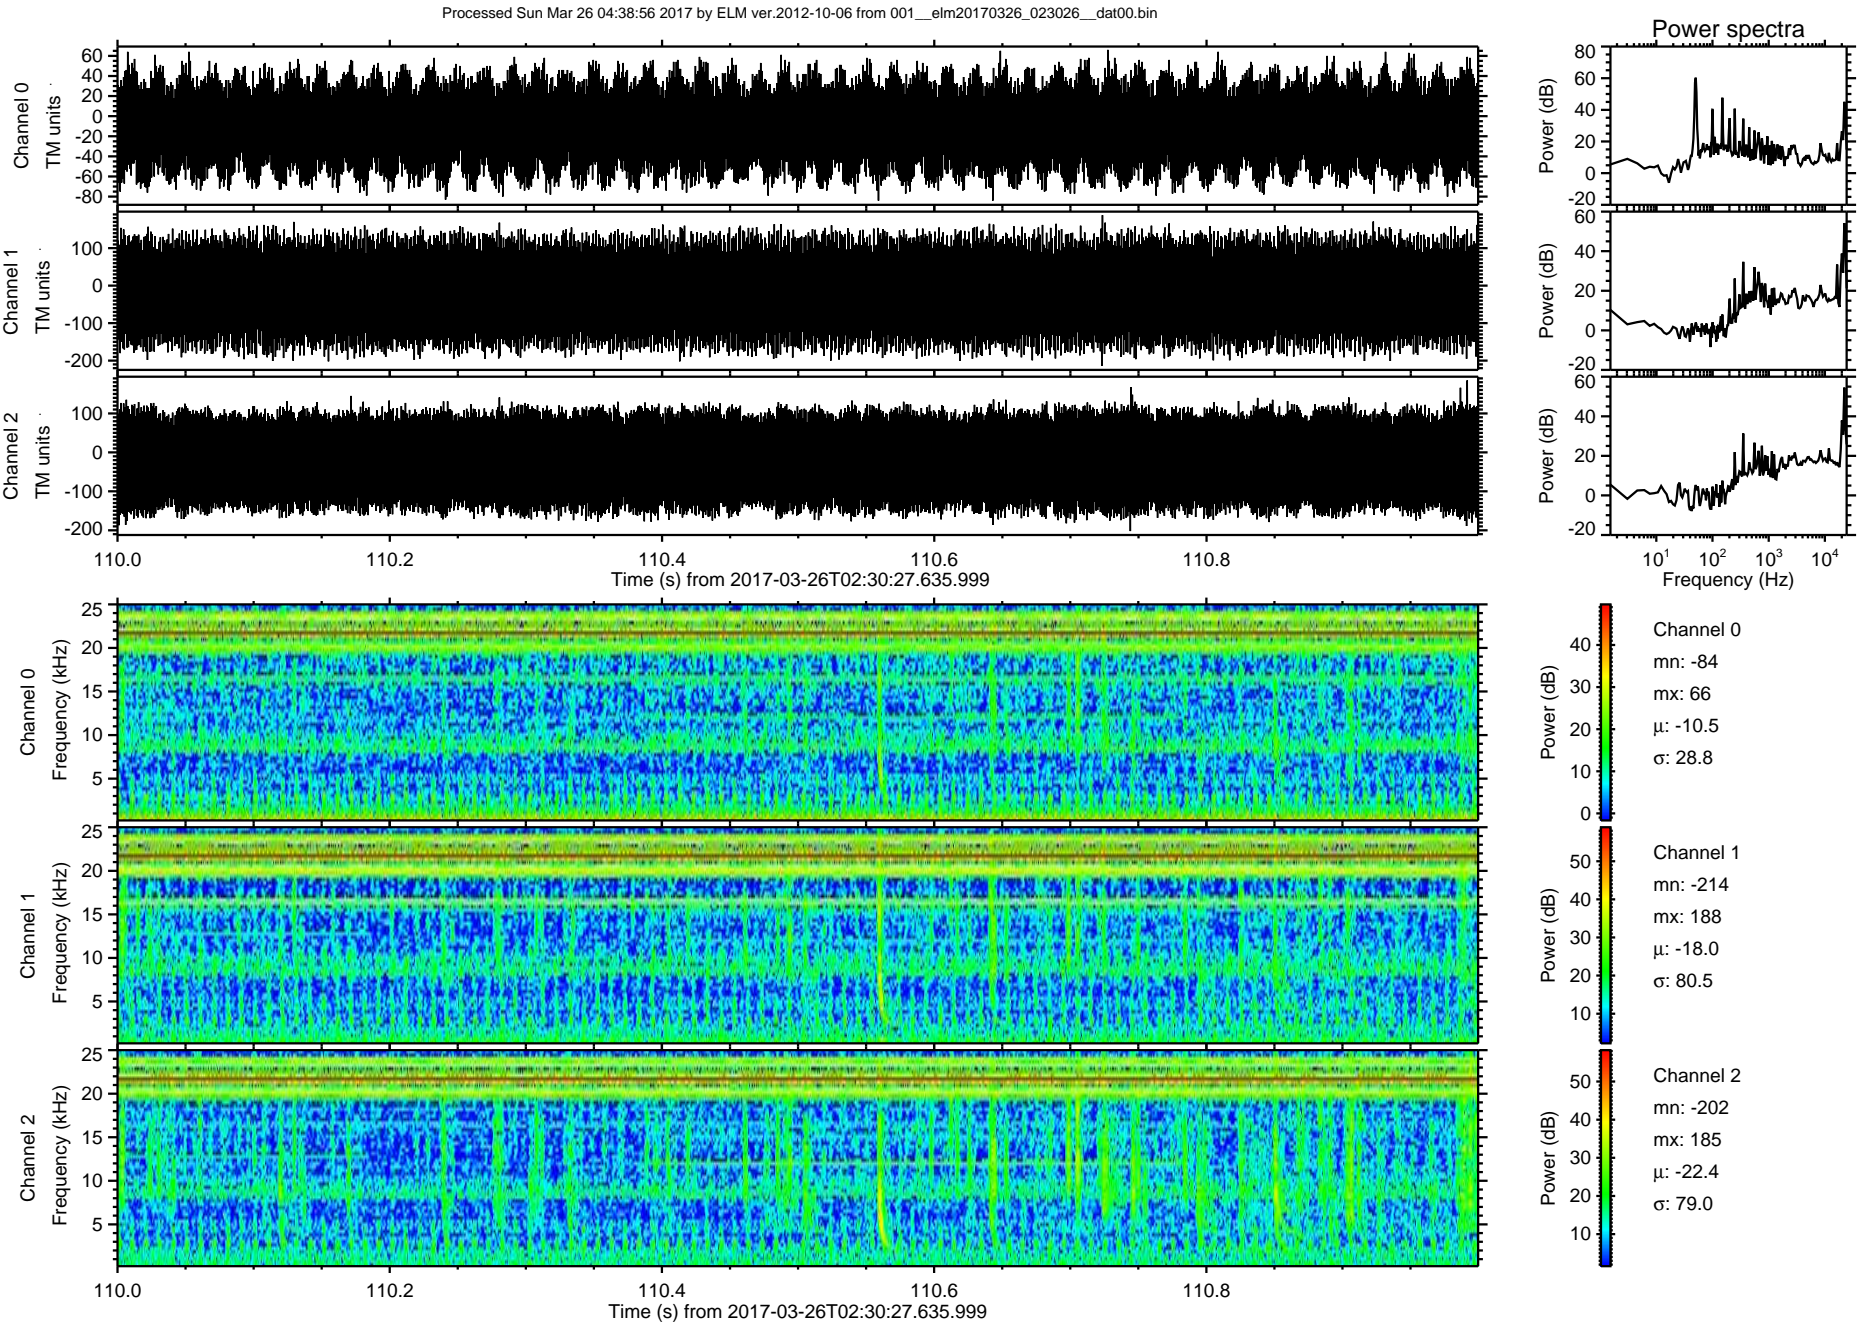 Processed Sun Mar 26 04:38:56 2017 by ELM ver.2012-10-06 from 001__elm20170326_023026__dat00.bin
Power spectra
Channel 0
TM units
60
40
20
0
-20
-40
-60
-80
Power (dB)
80
60
40
20
0
-20
Channel 1
TM units
100
0
-100
-200
Power (dB)
60
40
20
0
-20
Channel 2
TM units
100
0
-100
-200
Power (dB)
60
40
20
0
-20
110.0 110.2 110.4 110.6 110.8
Time (s) from 2017-03-26T02:30:27.635.999
10^1 10^2 10^3 10^4
Frequency (Hz)
Channel 0
Frequency (kHz)
25
20
15
10
5
Power (dB)
40
30
20
10
0
Channel 0
mn: -84
mx: 66
μ: -10.5
σ: 28.8
Channel 1
Frequency (kHz)
25
20
15
10
5
Power (dB)
50
40
30
20
10
Channel 1
mn: -214
mx: 188
μ: -18.0
σ: 80.5
Channel 2
Frequency (kHz)
25
20
15
10
5
Power (dB)
50
40
30
20
10
Channel 2
mn: -202
mx: 185
μ: -22.4
σ: 79.0
110.0 110.2 110.4 110.6 110.8
Time (s) from 2017-03-26T02:30:27.635.999